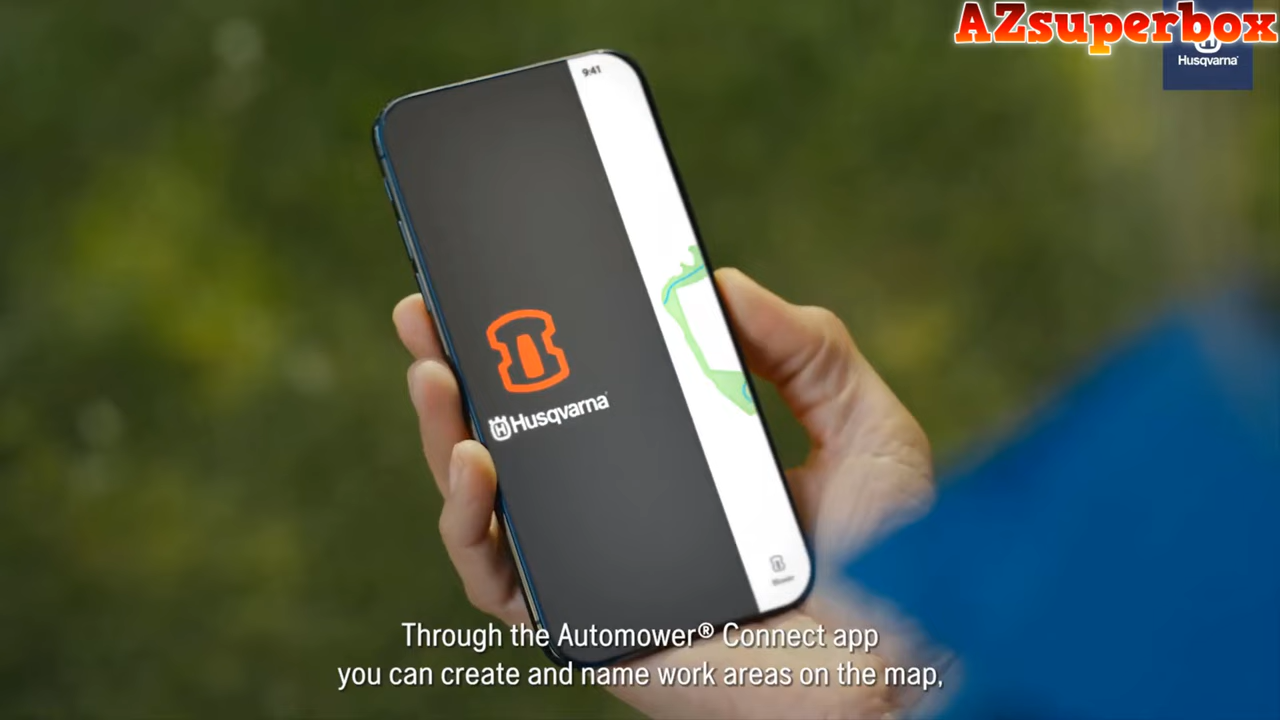 AZsuperbox
Husqvarna
9:41
Husqvarna
Through the Automower® Connect app
you can create and name work areas on the map,